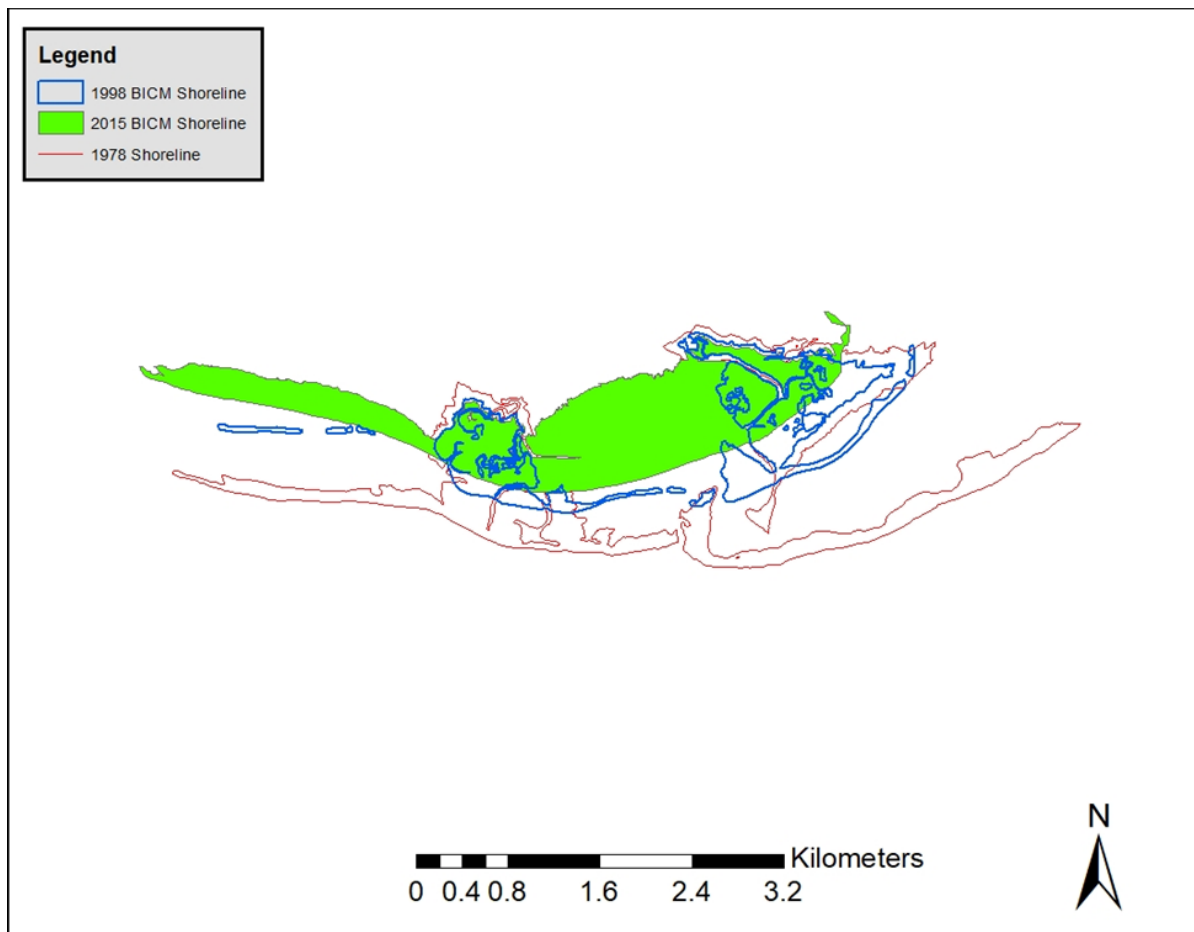 Legend
1998 BICM Shoreline
2015 BICM Shoreline
1978 Shoreline
N
Kilometers
0 0.4 0.8 1.6 2.4 3.2